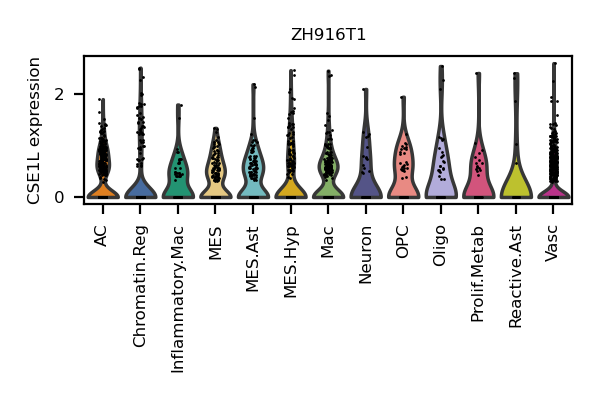 ZH916T1
CSE1L expression
2
0
AC
Chromatin.Reg
Inflammatory.Mac
MES
MES.Ast
MES.Hyp
Mac
Neuron
OPC
Oligo
Prolif.Metab
Reactive.Ast
Vasc